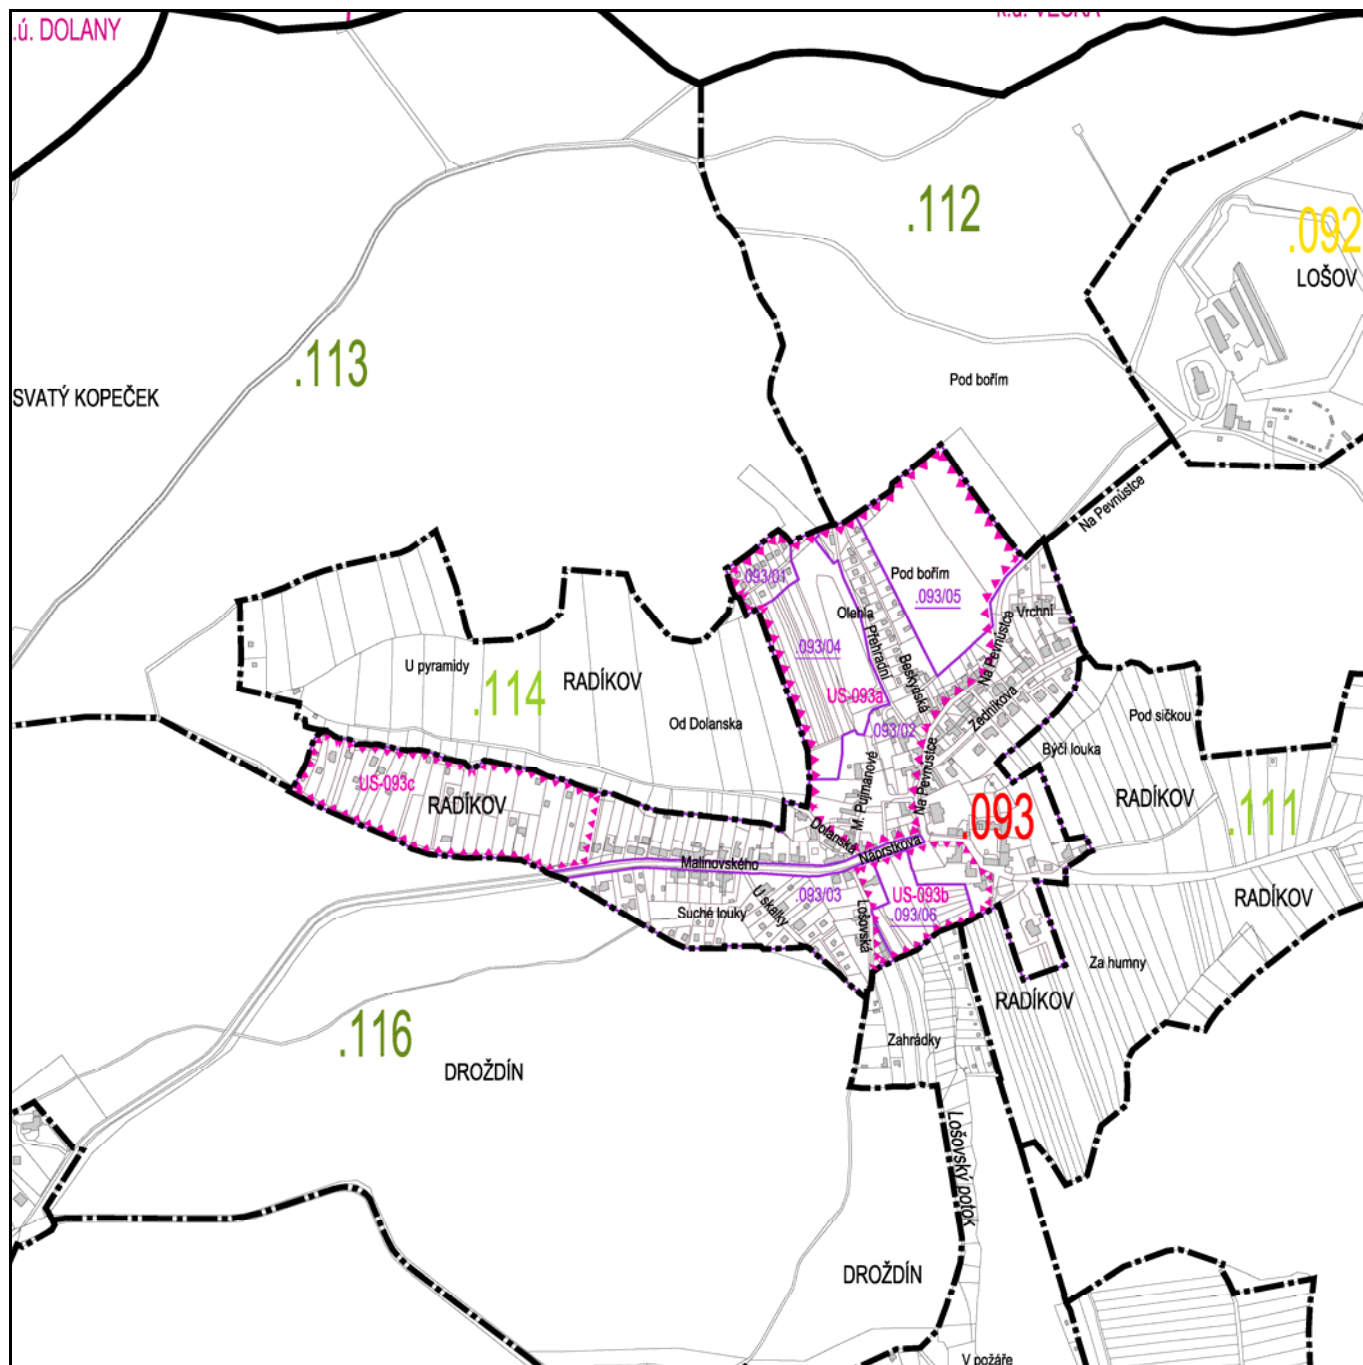 .ú. DOLANY
k.ú. VÉSKA
.112
.092
LOŠOV
.113
SVATÝ KOPEČEK
Pod bořím
Na Pevnůstce
.093/01
Pod bořím
.093/05
Olehla
Vrchní
.093/04
Přehradní
Na Pevnůstce
U pyramidy
RADÍKOV
.114
US-093a
Beskydská
Zedníkova
Od Dolanska
.093/02
Pod sičkou
Býčí louka
US-093c
RADÍKOV
M. Pujmanové
Na Pevnůstce
.093
RADÍKOV
.111
Dolanská
Náprstkova
Malinovského
.093/03
US-093b
.093/06
RADÍKOV
Suché louky
U skalky
Lošovská
Za humny
RADÍKOV
.116
Zahrádky
DROŽDÍN
Lošovský potok
DROŽDÍN
V požáře